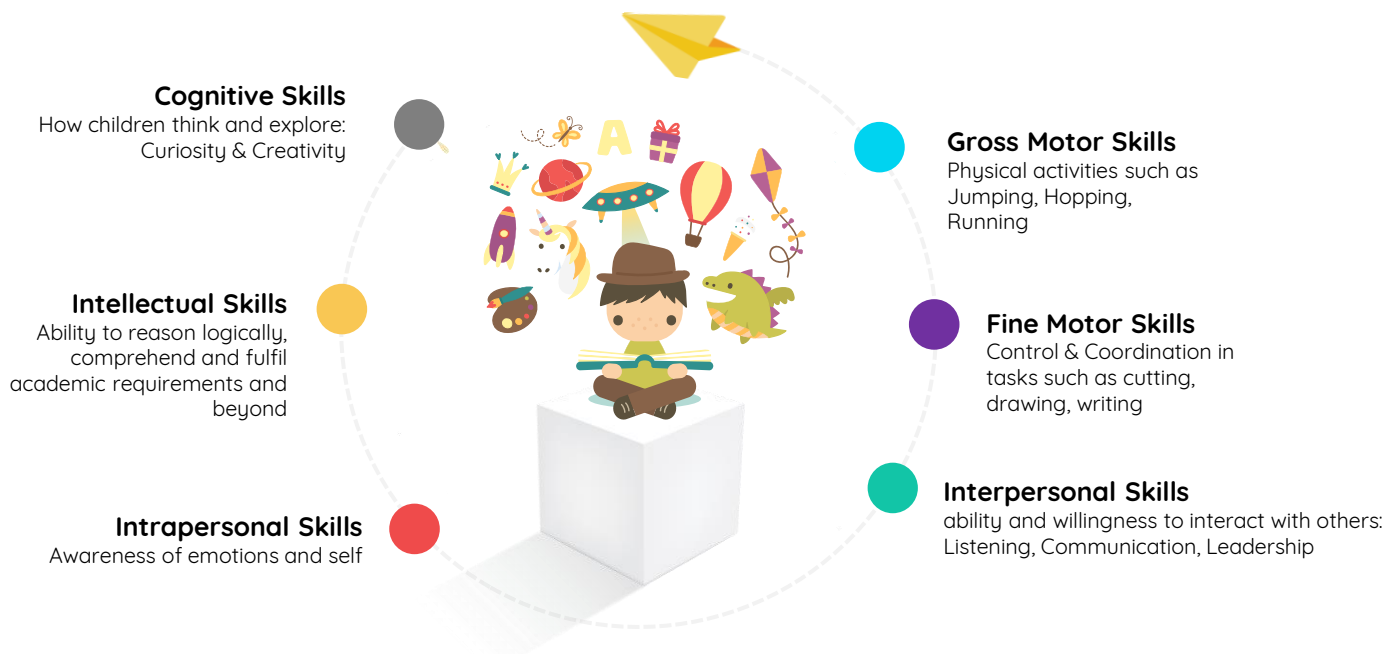 Cognitive Skills
How children think and explore:
Curiosity & Creativity
Intellectual Skills
Ability to reason logically,
comprehend and fulfil
academic requirements and
beyond
Intrapersonal Skills
Awareness of emotions and self
A
Gross Motor Skills
Physical activities such as
Jumping, Hopping,
Running
Fine Motor Skills
Control & Coordination in
tasks such as cutting,
drawing, writing
Interpersonal Skills
ability and willingness to interact with others:
Listening, Communication, Leadership